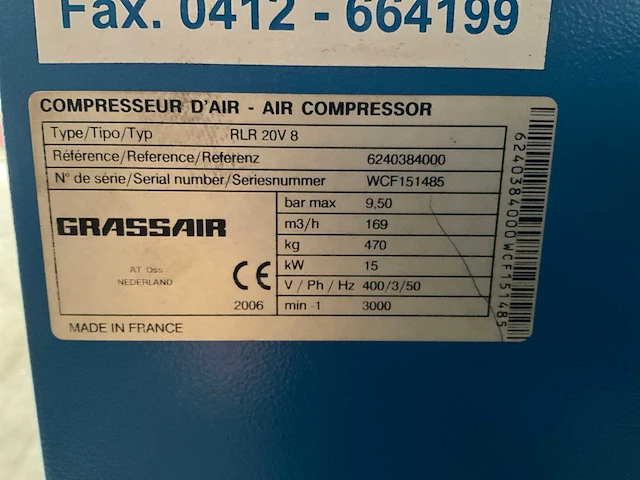 Fax. 0412 - 664199
COMPRESSEUR D'AIR - AIR COMPRESSOR
Type/Tipo/Typ RLR 20V 8
Référence/Reference/Referenz 6240384000
N° de série/Serial number/Seriesnummer WCF151485
GRASSAIR
AT Oss
NEDERLAND
CE
2006
bar max 9,50
m3/h 169
kg 470
kW 15
V / Ph / Hz 400/3/50
min -1 3000
MADE IN FRANCE
6240384000WCF151485